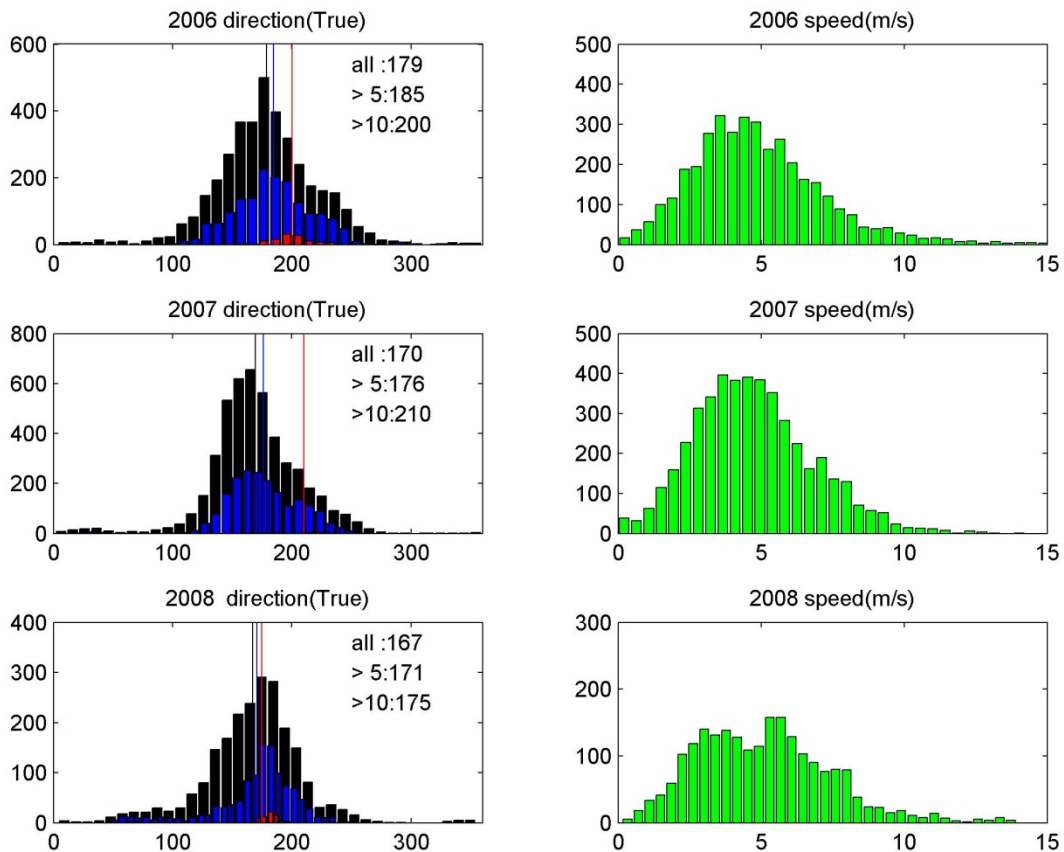 2006 direction(True)
600
400
200
0
0 100 200 300
all :179
> 5:185
>10:200
2006 speed(m/s)
500
400
300
200
100
0
0 5 10 15
2007 direction(True)
800
600
400
200
0
0 100 200 300
all :170
> 5:176
>10:210
2007 speed(m/s)
500
400
300
200
100
0
0 5 10 15
2008  direction(True)
400
300
200
100
0
0 100 200 300
all :167
> 5:171
>10:175
2008 speed(m/s)
300
200
100
0
0 5 10 15